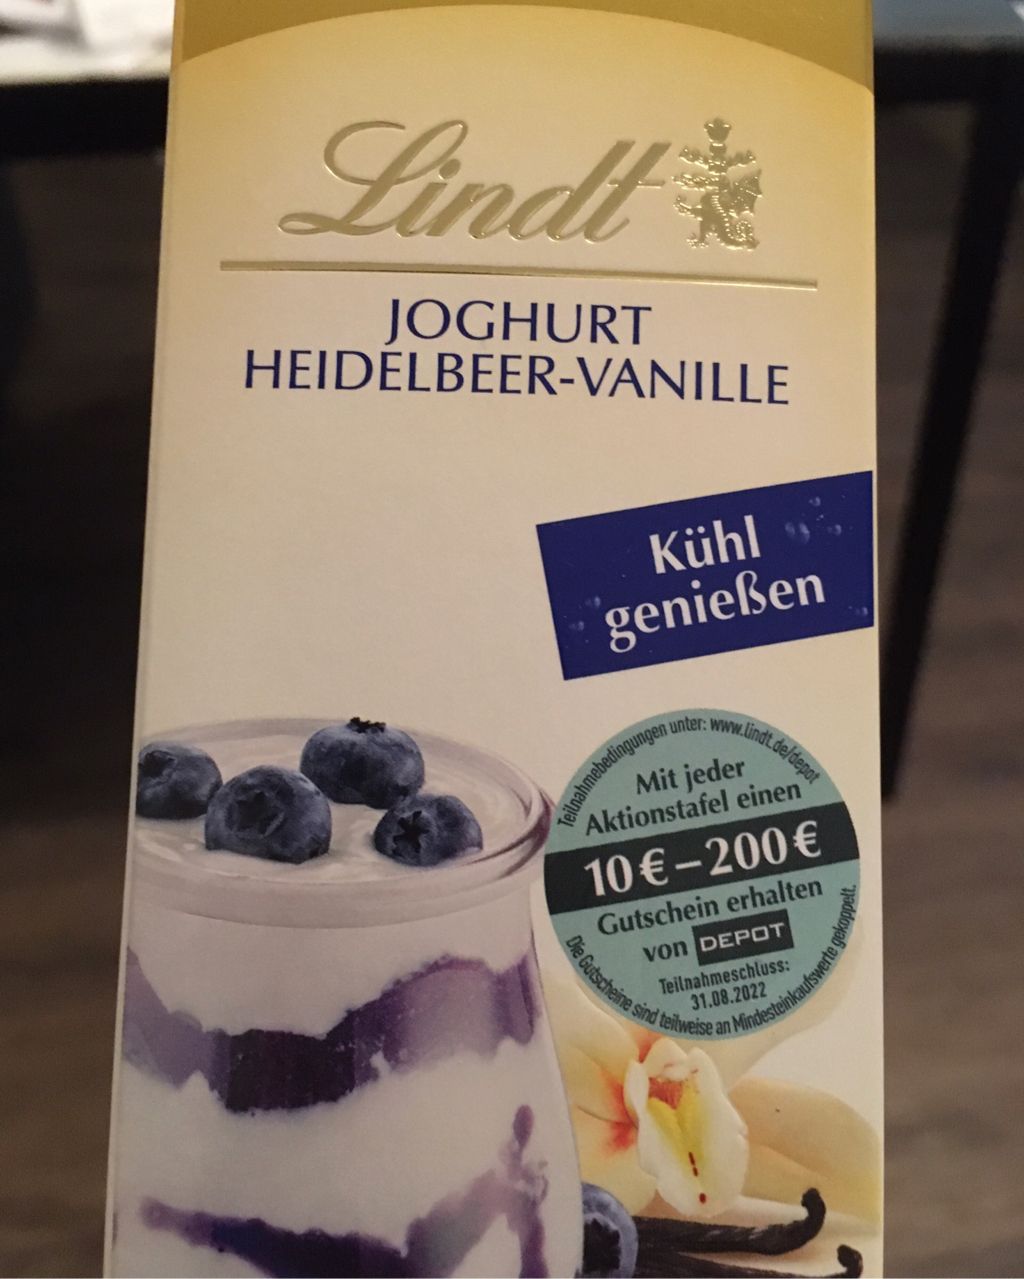 Lindt
JOGHURT
HEIDELBEER-VANILLE
Kühl
genießen
Teilnahmebedingungen unter: www.lindt.de/depot
Mit jeder
Aktionstafel einen
10 € – 200 €
Gutschein erhalten
von DEPOT
Teilnahmeschluss:
31.08.2022
Die Gutscheine sind teilweise an Mindesteinkaufswerte gekoppelt.